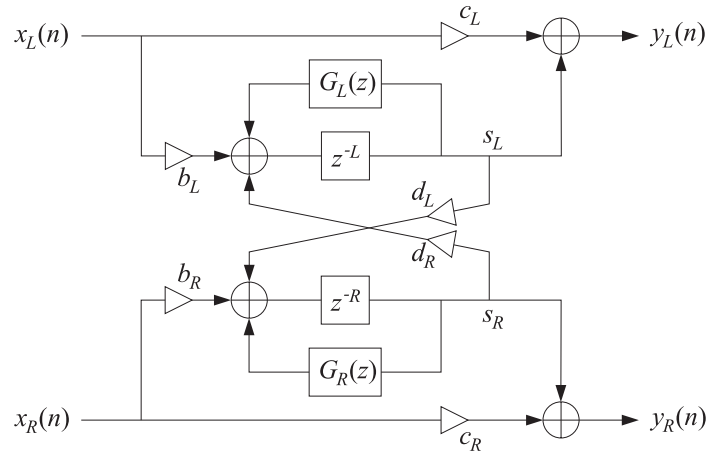 c_L
x_L(n)
y_L(n)
G_L(z)
s_L
z^{-L}
b_L
d_L
d_R
b_R
z^{-R}
s_R
G_R(z)
x_R(n)
y_R(n)
c_R